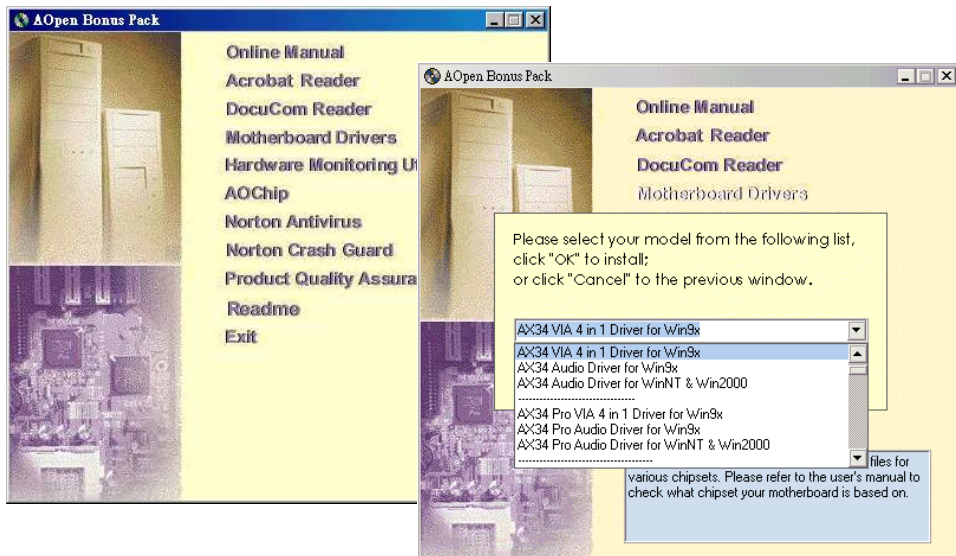 AOpen Bonus Pack
Online Manual
Acrobat Reader
DocuCom Reader
Motherboard Drivers
Hardware Monitoring
AOChip
Norton Antivirus
Norton Crash Guard
Product Quality
Readme
Exit
AOpen Bonus Pack
Online Manual
Acrobat Reader
DocuCom Reader
Motherboard Drivers
Please select your model from the following list,
click "OK" to install;
or click "Cancel" to the previous window.
AX34 VIA 4 in 1 Driver for Win9x
AX34 VIA 4 in 1 Driver for Win9x
AX34 Audio Driver for Win9x
AX34 Audio Driver for WinNT & Win2000
---------------------------------
AX34 Pro VIA 4 in 1 Driver for Win9x
AX34 Pro Audio Driver for Win9x
AX34 Pro Audio Driver for WinNT & Win2000
--------------------------------------
files for
various chipsets. Please refer to the user's manual to
check what chipset your motherboard is based on.